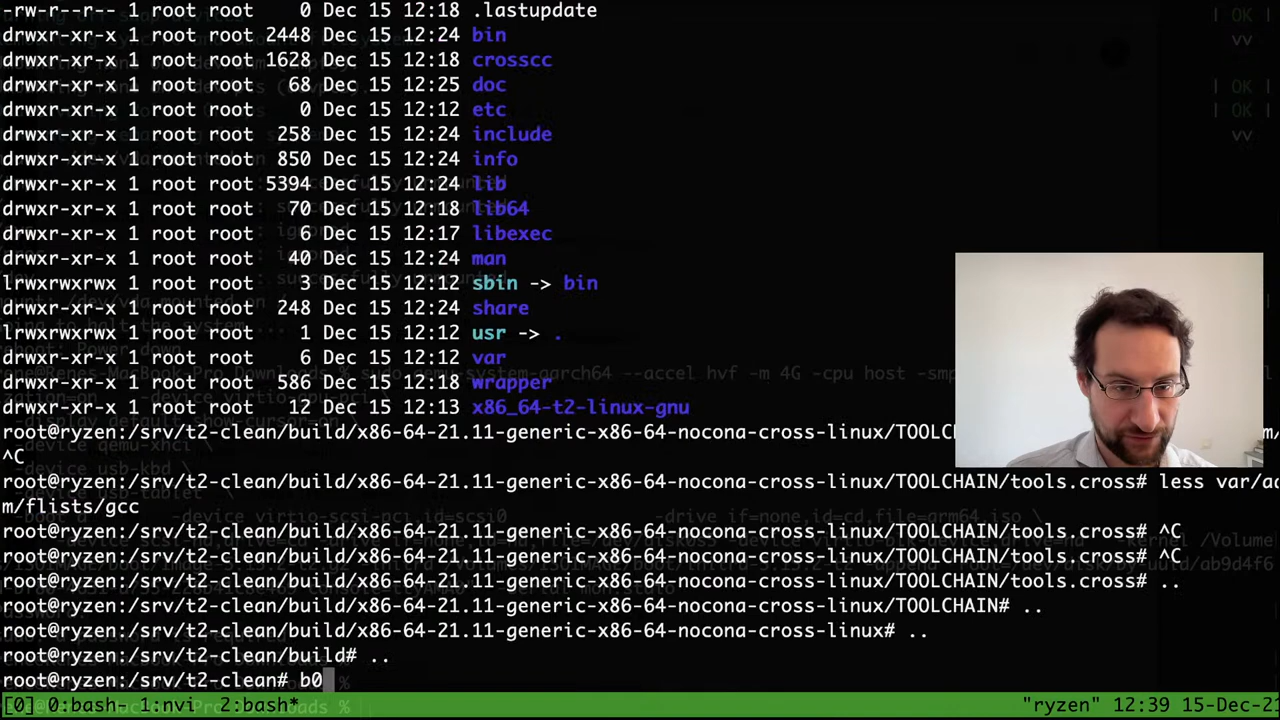 -rw-r--r-- 1 root root    0 Dec 15 12:18 .lastupdate
drwxr-xr-x 1 root root 2448 Dec 15 12:24 bin
drwxr-xr-x 1 root root 1628 Dec 15 12:18 crosscc
drwxr-xr-x 1 root root   68 Dec 15 12:25 doc
drwxr-xr-x 1 root root    0 Dec 15 12:12 etc
drwxr-xr-x 1 root root  258 Dec 15 12:24 include
drwxr-xr-x 1 root root  850 Dec 15 12:24 info
drwxr-xr-x 1 root root 5394 Dec 15 12:24 lib
drwxr-xr-x 1 root root   70 Dec 15 12:18 lib64
drwxr-xr-x 1 root root    6 Dec 15 12:17 libexec
drwxr-xr-x 1 root root   40 Dec 15 12:24 man
lrwxrwxrwx 1 root root    3 Dec 15 12:12 sbin -> bin
drwxr-xr-x 1 root root  248 Dec 15 12:24 share
lrwxrwxrwx 1 root root    1 Dec 15 12:12 usr -> .
drwxr-xr-x 1 root root    6 Dec 15 12:12 var
drwxr-xr-x 1 root root  586 Dec 15 12:18 wrapper
drwxr-xr-x 1 root root   12 Dec 15 12:13 x86_64-t2-linux-gnu
root@ryzen:/srv/t2-clean/build/x86-64-21.11-generic-x86-64-nocona-cross-linux/TOOLC
^C
root@ryzen:/srv/t2-clean/build/x86-64-21.11-generic-x86-64-nocona-cross-linux/TOOLCHAIN/tools.cross# less var/ad
m/flists/gcc
root@ryzen:/srv/t2-clean/build/x86-64-21.11-generic-x86-64-nocona-cross-linux/TOOLCHAIN/tools.cross# ^C
root@ryzen:/srv/t2-clean/build/x86-64-21.11-generic-x86-64-nocona-cross-linux/TOOLCHAIN/tools.cross# ^C
root@ryzen:/srv/t2-clean/build/x86-64-21.11-generic-x86-64-nocona-cross-linux/TOOLCHAIN/tools.cross# ..
root@ryzen:/srv/t2-clean/build/x86-64-21.11-generic-x86-64-nocona-cross-linux/TOOLCHAIN# ..
root@ryzen:/srv/t2-clean/build/x86-64-21.11-generic-x86-64-nocona-cross-linux# ..
root@ryzen:/srv/t2-clean/build# ..
root@ryzen:/srv/t2-clean# b0
[0] 0:bash- 1:nvi  2:bash* "ryzen" 12:39 15-Dec-21